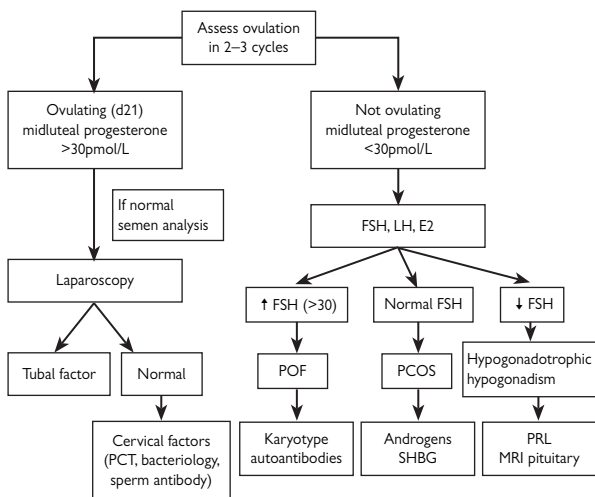 Assess ovulation
in 2–3 cycles
Ovulating (d21)
midluteal progesterone
>30pmol/L
Not ovulating
midluteal progesterone
<30pmol/L
If normal
semen analysis
FSH, LH, E2
Laparoscopy
↑ FSH (>30)
Normal FSH
↓ FSH
Tubal factor
Normal
POF
PCOS
Hypogonadotrophic
hypogonadism
Cervical factors
(PCT, bacteriology,
sperm antibody)
Karyotype
autoantibodies
Androgens
SHBG
PRL
MRI pituitary